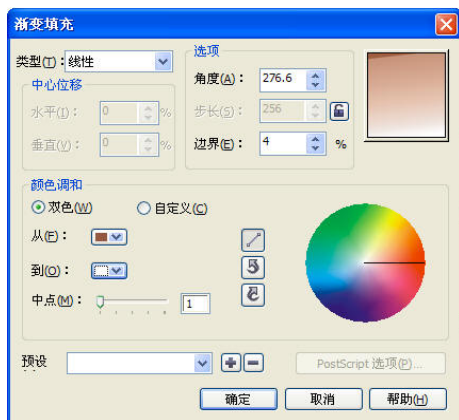 渐变填充
类型(T)：线性
中心位移
水平(I)： 0 %
垂直(V)： 0 %
选项
角度(A)： 276.6
步长(S)： 256
边界(E)： 4 %
颜色调和
双色(W) 自定义(C)
从(F)：
到(O)：
中点(M)： 1
预设
PostScript 选项(P)...
确定 取消 帮助(H)